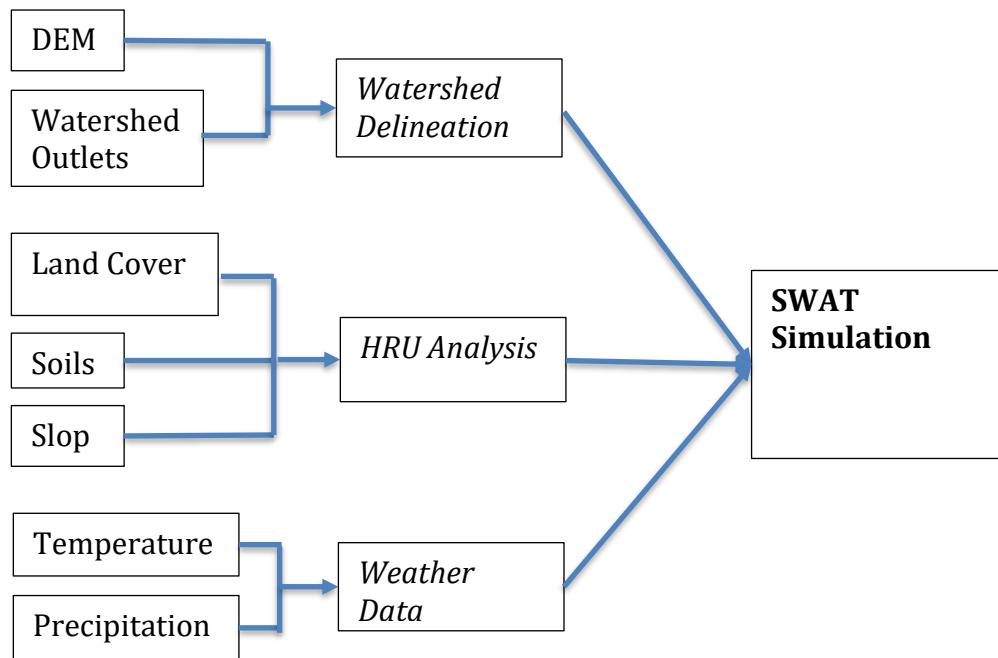 DEM
Watershed
Outlets
Watershed
Delineation
Land Cover
Soils
Slop
HRU Analysis
SWAT
Simulation
Temperature
Precipitation
Weather
Data